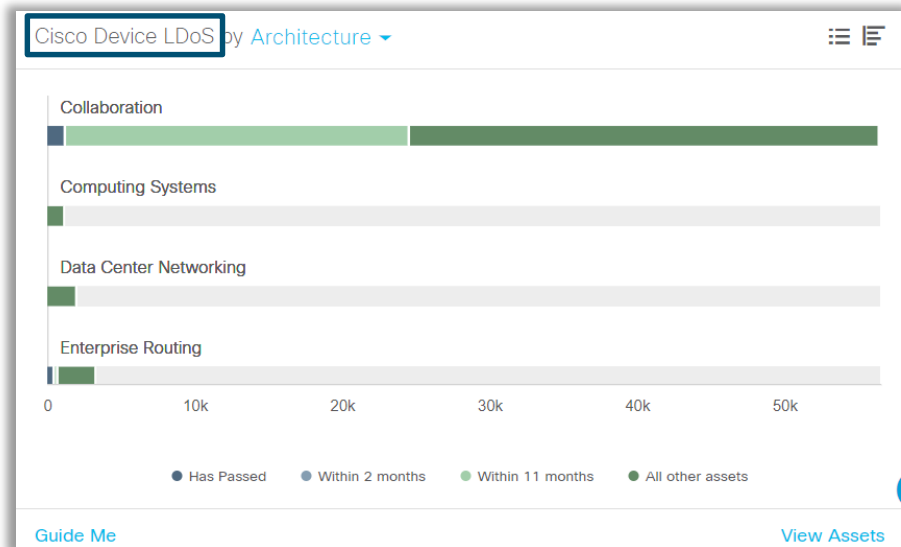 Cisco Device LDoS by Architecture
Collaboration
Computing Systems
Data Center Networking
Enterprise Routing
0 10k 20k 30k 40k 50k
Has Passed Within 2 months Within 11 months All other assets
Guide Me View Assets